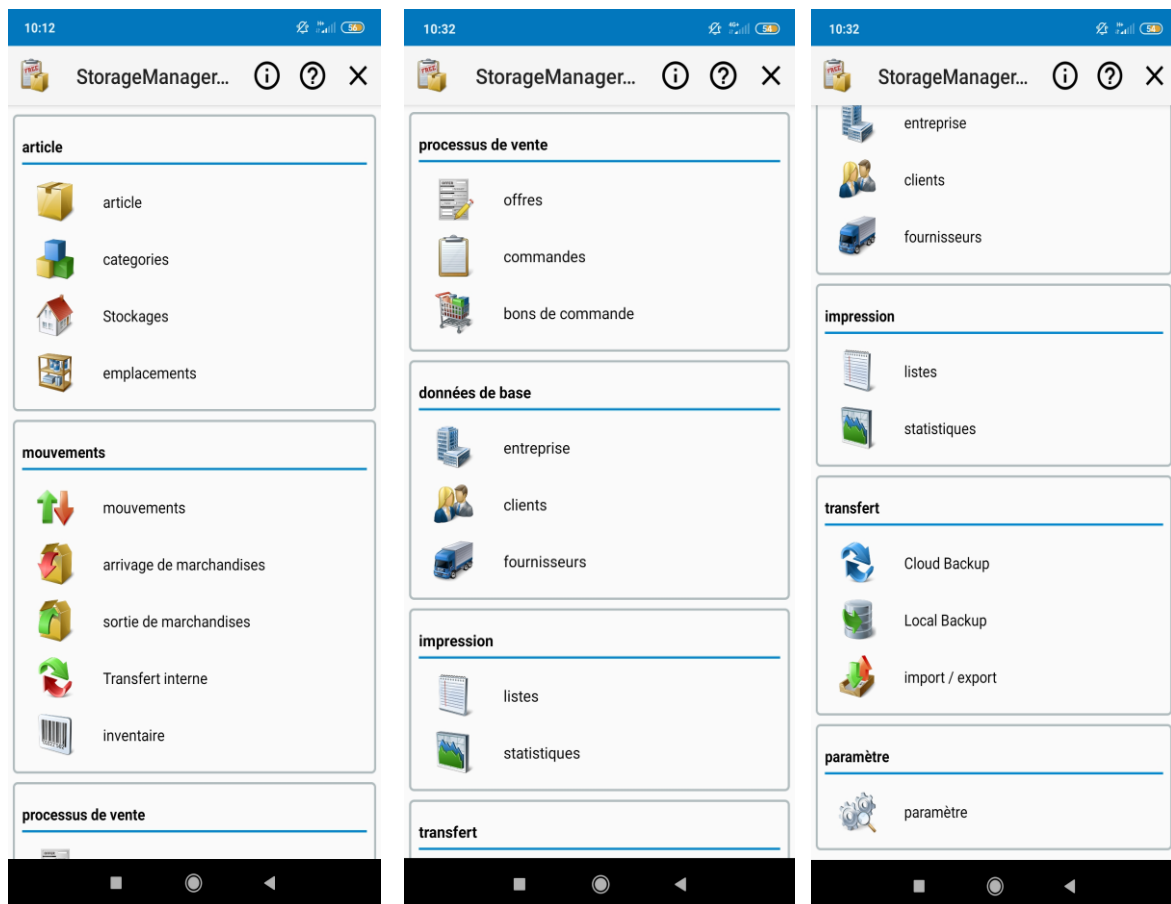 10:12
56
StorageManager...
article
article
categories
Stockages
emplacements
mouvements
mouvements
arrivage de marchandises
sortie de marchandises
Transfert interne
inventaire
processus de vente
10:32
54
StorageManager...
processus de vente
offres
commandes
bons de commande
données de base
entreprise
clients
fournisseurs
impression
listes
statistiques
transfert
10:32
54
StorageManager...
entreprise
clients
fournisseurs
impression
listes
statistiques
transfert
Cloud Backup
Local Backup
import / export
paramètre
paramètre